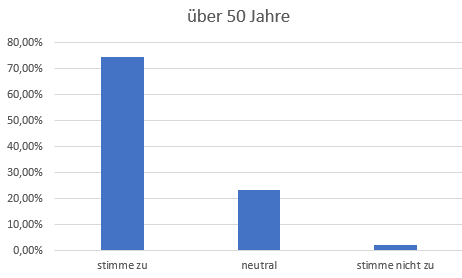 über 50 Jahre
80,00%
70,00%
60,00%
50,00%
40,00%
30,00%
20,00%
10,00%
0,00%
stimme zu
neutral
stimme nicht zu